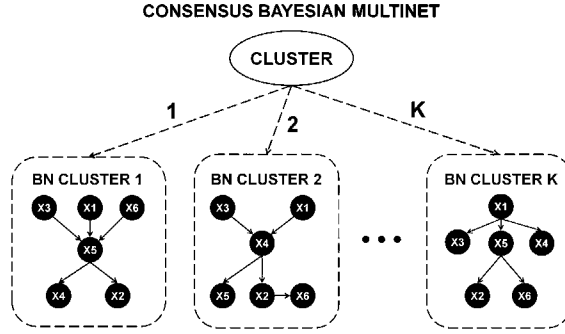 CONSENSUS BAYESIAN MULTINET
CLUSTER
1
2
K
BN CLUSTER 1
X3 X1 X6
X5
X4 X2
BN CLUSTER 2
X3 X1
X4
X5 X2 X6
BN CLUSTER K
X1
X3 X5 X4
X2 X6